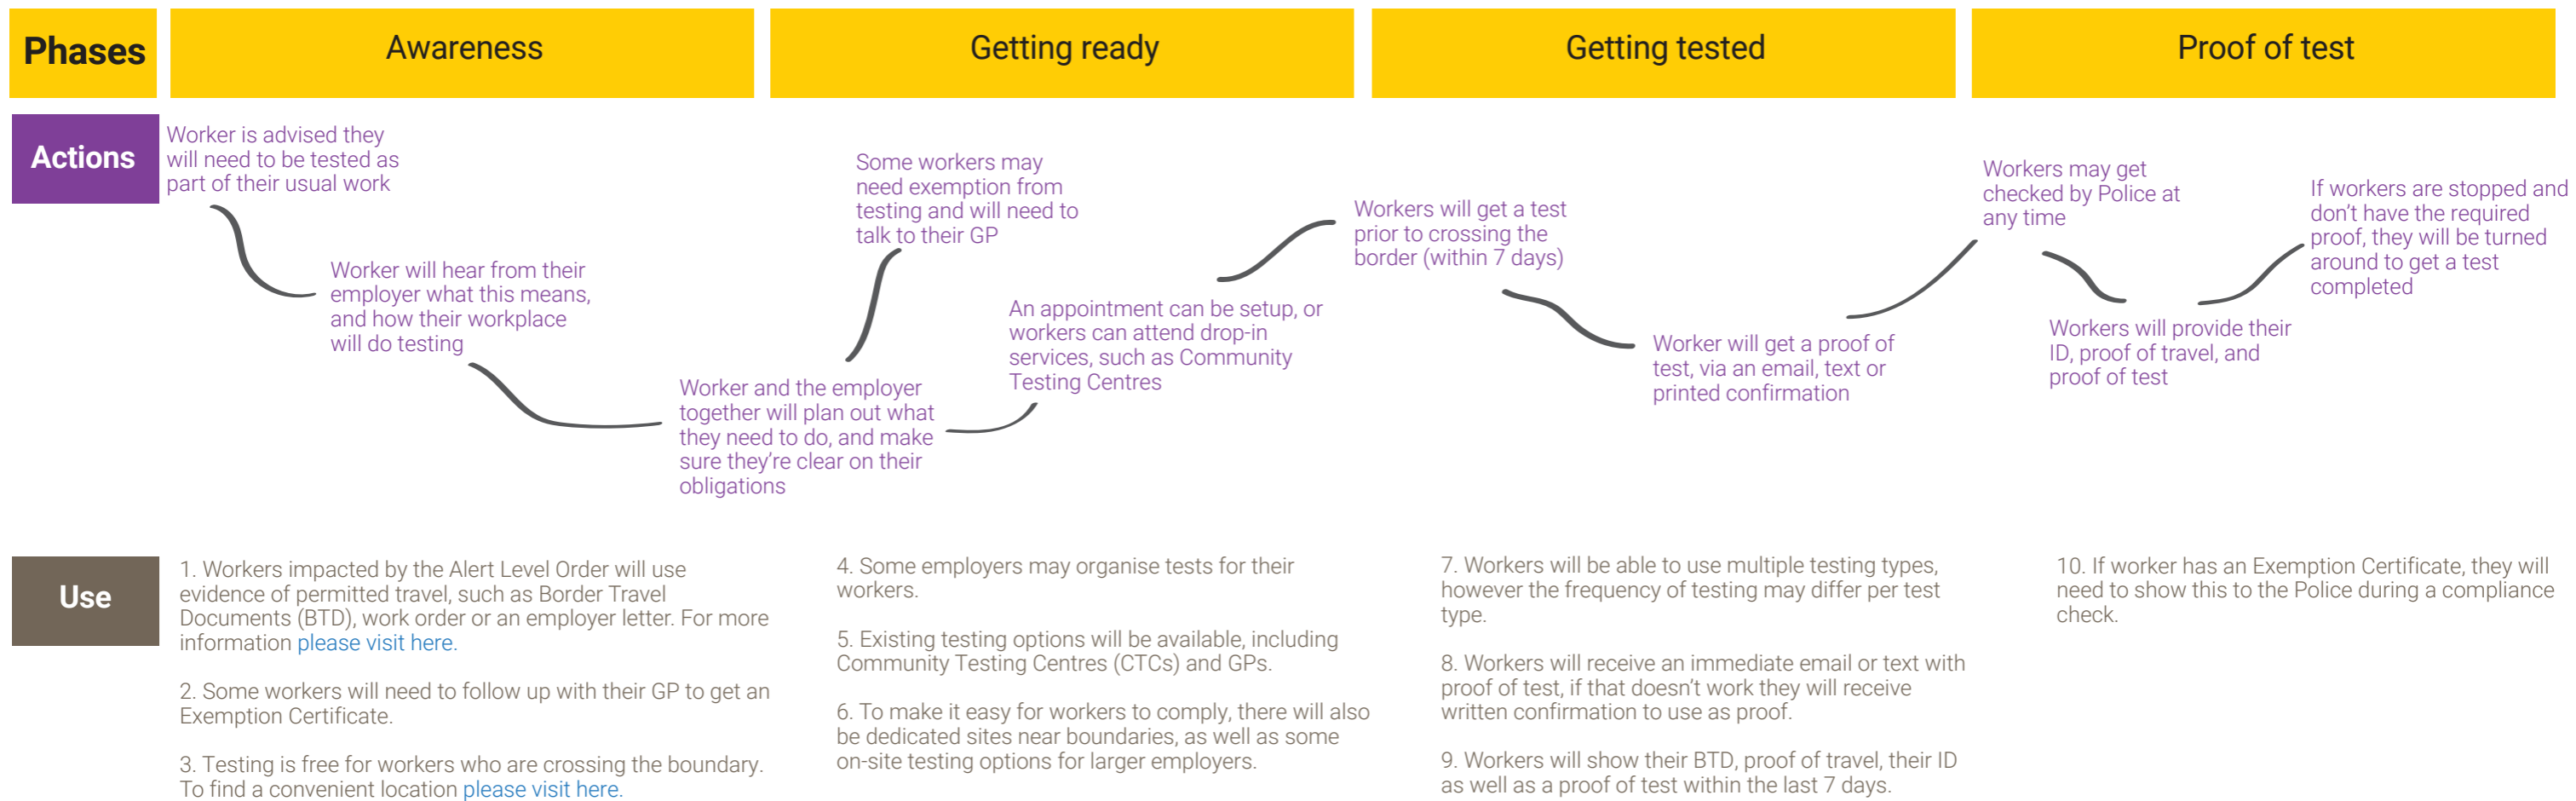 Phases
Awareness
Getting ready
Getting tested
Proof of test
Actions
Worker is advised they
will need to be tested as
part of their usual work
Worker will hear from their
employer what this means,
and how their workplace
will do testing
Worker and the employer
together will plan out what
they need to do, and make
sure they're clear on their
obligations
Some workers may
need exemption from
testing and will need to
talk to their GP
An appointment can be setup, or
workers can attend drop-in
services, such as Community
Testing Centres
Workers will get a test
prior to crossing the
border (within 7 days)
Worker will get a proof of
test, via an email, text or
printed confirmation
Workers may get
checked by Police at
any time
Workers will provide their
ID, proof of travel, and
proof of test
If workers are stopped and
don't have the required
proof, they will be turned
around to get a test
completed
Use
1. Workers impacted by the Alert Level Order will use
evidence of permitted travel, such as Border Travel
Documents (BTD), work order or an employer letter. For more
information please visit here.
2. Some workers will need to follow up with their GP to get an
Exemption Certificate.
3. Testing is free for workers who are crossing the boundary.
To find a convenient location please visit here.
4. Some employers may organise tests for their
workers.
5. Existing testing options will be available, including
Community Testing Centres (CTCs) and GPs.
6. To make it easy for workers to comply, there will also
be dedicated sites near boundaries, as well as some
on-site testing options for larger employers.
7. Workers will be able to use multiple testing types,
however the frequency of testing may differ per test
type.
8. Workers will receive an immediate email or text with
proof of test, if that doesn't work they will receive
written confirmation to use as proof.
9. Workers will show their BTD, proof of travel, their ID
as well as a proof of test within the last 7 days.
10. If worker has an Exemption Certificate, they will
need to show this to the Police during a compliance
check.